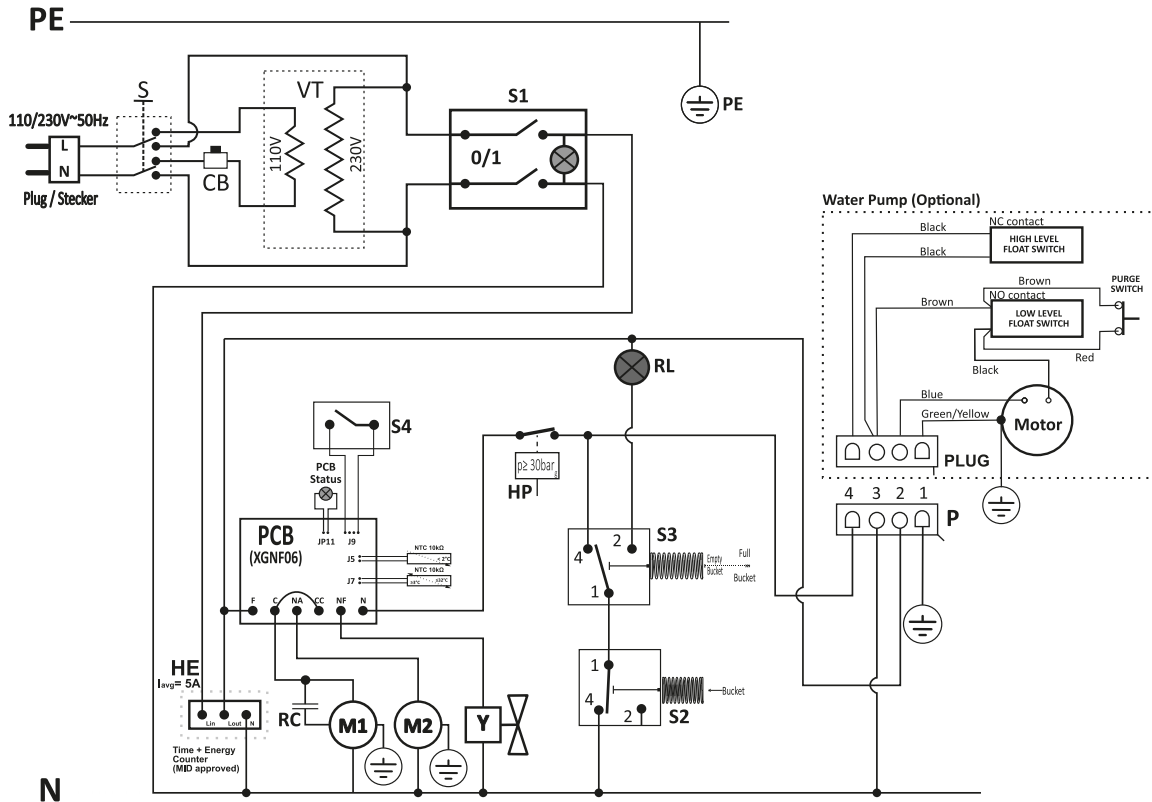 PE
PE
S
110/230V~50Hz
L
N
Plug / Stecker
CB
VT
110V
230V
S1
0/1
Water Pump (Optional)
NC contact
Black
HIGH LEVEL
FLOAT SWITCH
Black
Brown
PURGE
SWITCH
NO contact
Brown
LOW LEVEL
FLOAT SWITCH
Red
Black
Blue
Green/Yellow
Motor
PLUG
4 3 2 1
P
RL
S4
PCB
Status
p≥ 30bar
HP
PCB
(XGNF06)
JP11 J9
J5
NTC 10kΩ
< 2°C
J7
NTC 10kΩ
F C NA CC NF N
S3
2
4
1
Empty
Bucket
Full
Bucket
1
4
2
S2
Bucket
HE
Iavg= 5A
Lin Lout N
Time + Energy
Counter
(MID approved)
RC
M1
M2
Y
N